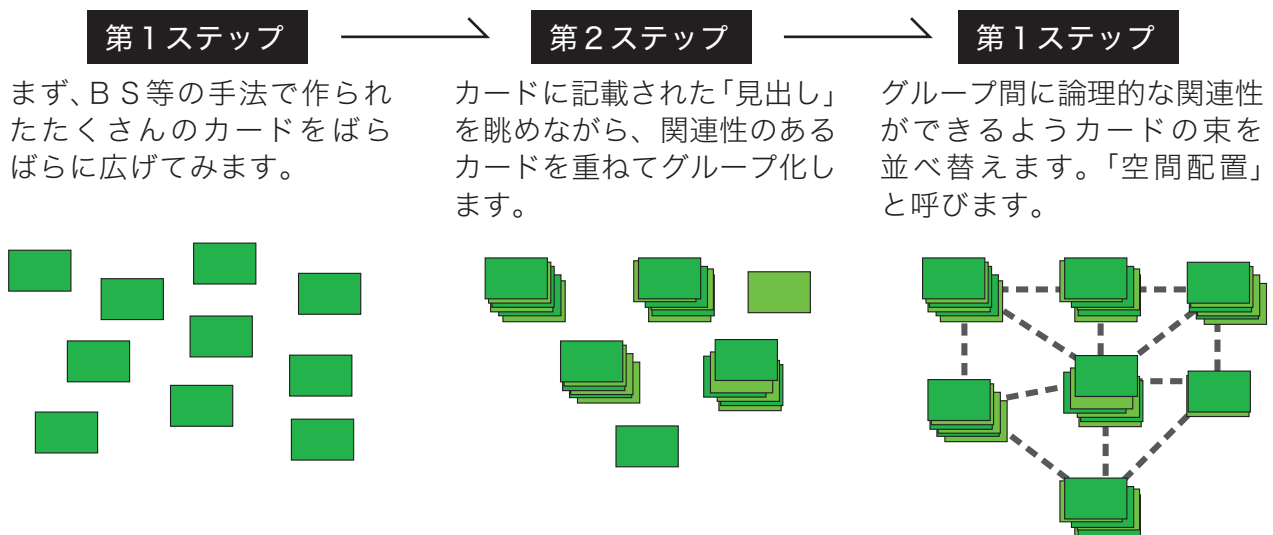 第1ステップ
まず、BS等の手法で作られ
たたくさんのカードをばら
ばらに広げてみます。
第2ステップ
カードに記載された「見出し」
を眺めながら、関連性のある
カードを重ねてグループ化し
ます。
第1ステップ
グループ間に論理的な関連性
ができるようカードの束を
並べ替えます。「空間配置」
と呼びます。